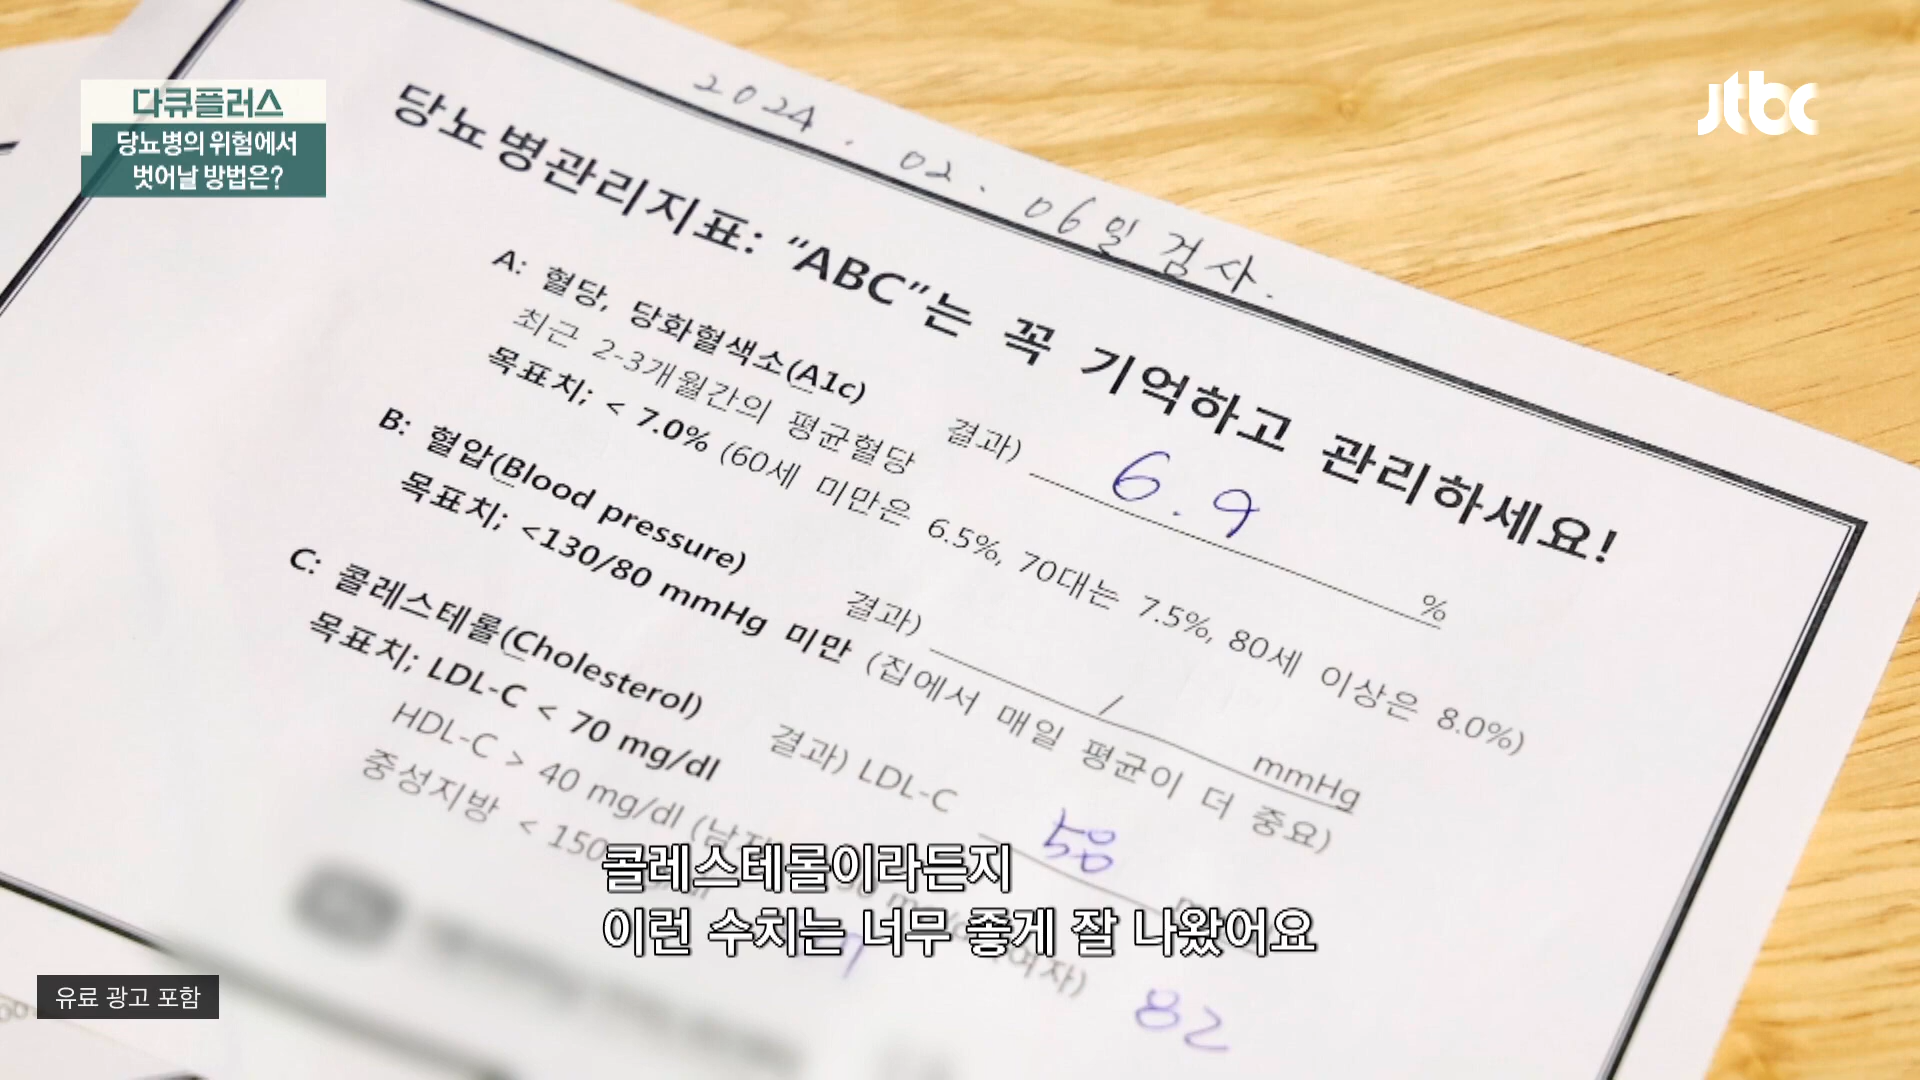 다큐플러스
당뇨병의 위험에서
벗어날 방법은?
jtbc
2024. 02. 06일 검사.
당뇨병관리지표: “ABC”는 꼭 기억하고 관리하세요!
A: 혈당, 당화혈색소(A1c)
최근 2-3개월간의 평균혈당 결과) 6.9 %
목표치; < 7.0% (60세 미만은 6.5%, 70대는 7.5%, 80세 이상은 8.0%)
B: 혈압(Blood pressure) 결과) / mmHg
목표치; <130/80 mmHg 미만 (집에서 매일 평균이 더 중요)
C: 콜레스테롤(Cholesterol) 결과) LDL-C 58
목표치; LDL-C < 70 mg/dl
HDL-C > 40 mg/dl (남자 여자)
중성지방 < 150 82
콜레스테롤이라든지
이런 수치는 너무 좋게 잘 나왔어요
유료 광고 포함